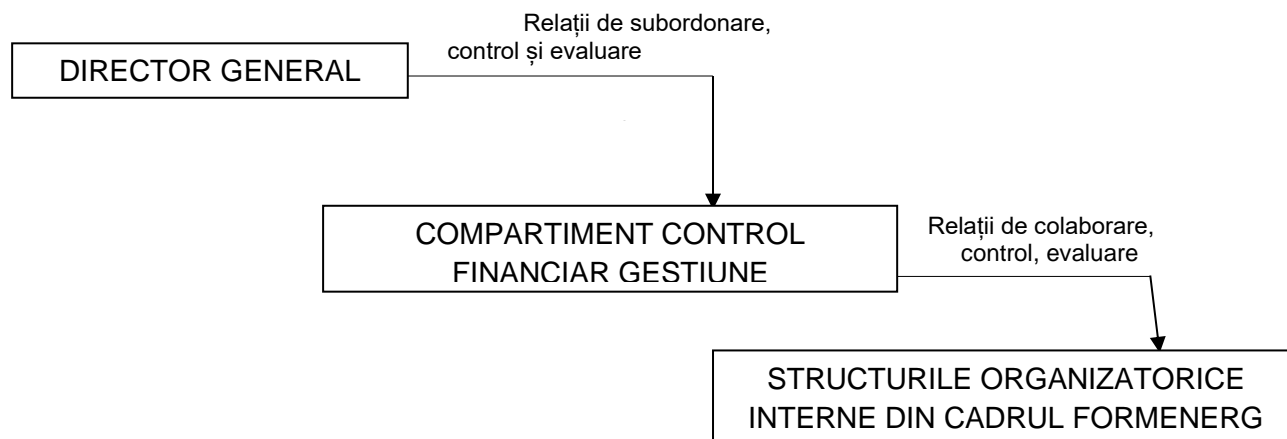 Relații de subordonare,
control și evaluare
DIRECTOR GENERAL
COMPARTIMENT CONTROL
FINANCIAR GESTIUNE
Relații de colaborare,
control, evaluare
STRUCTURILE ORGANIZATORICE
INTERNE DIN CADRUL FORMENERG